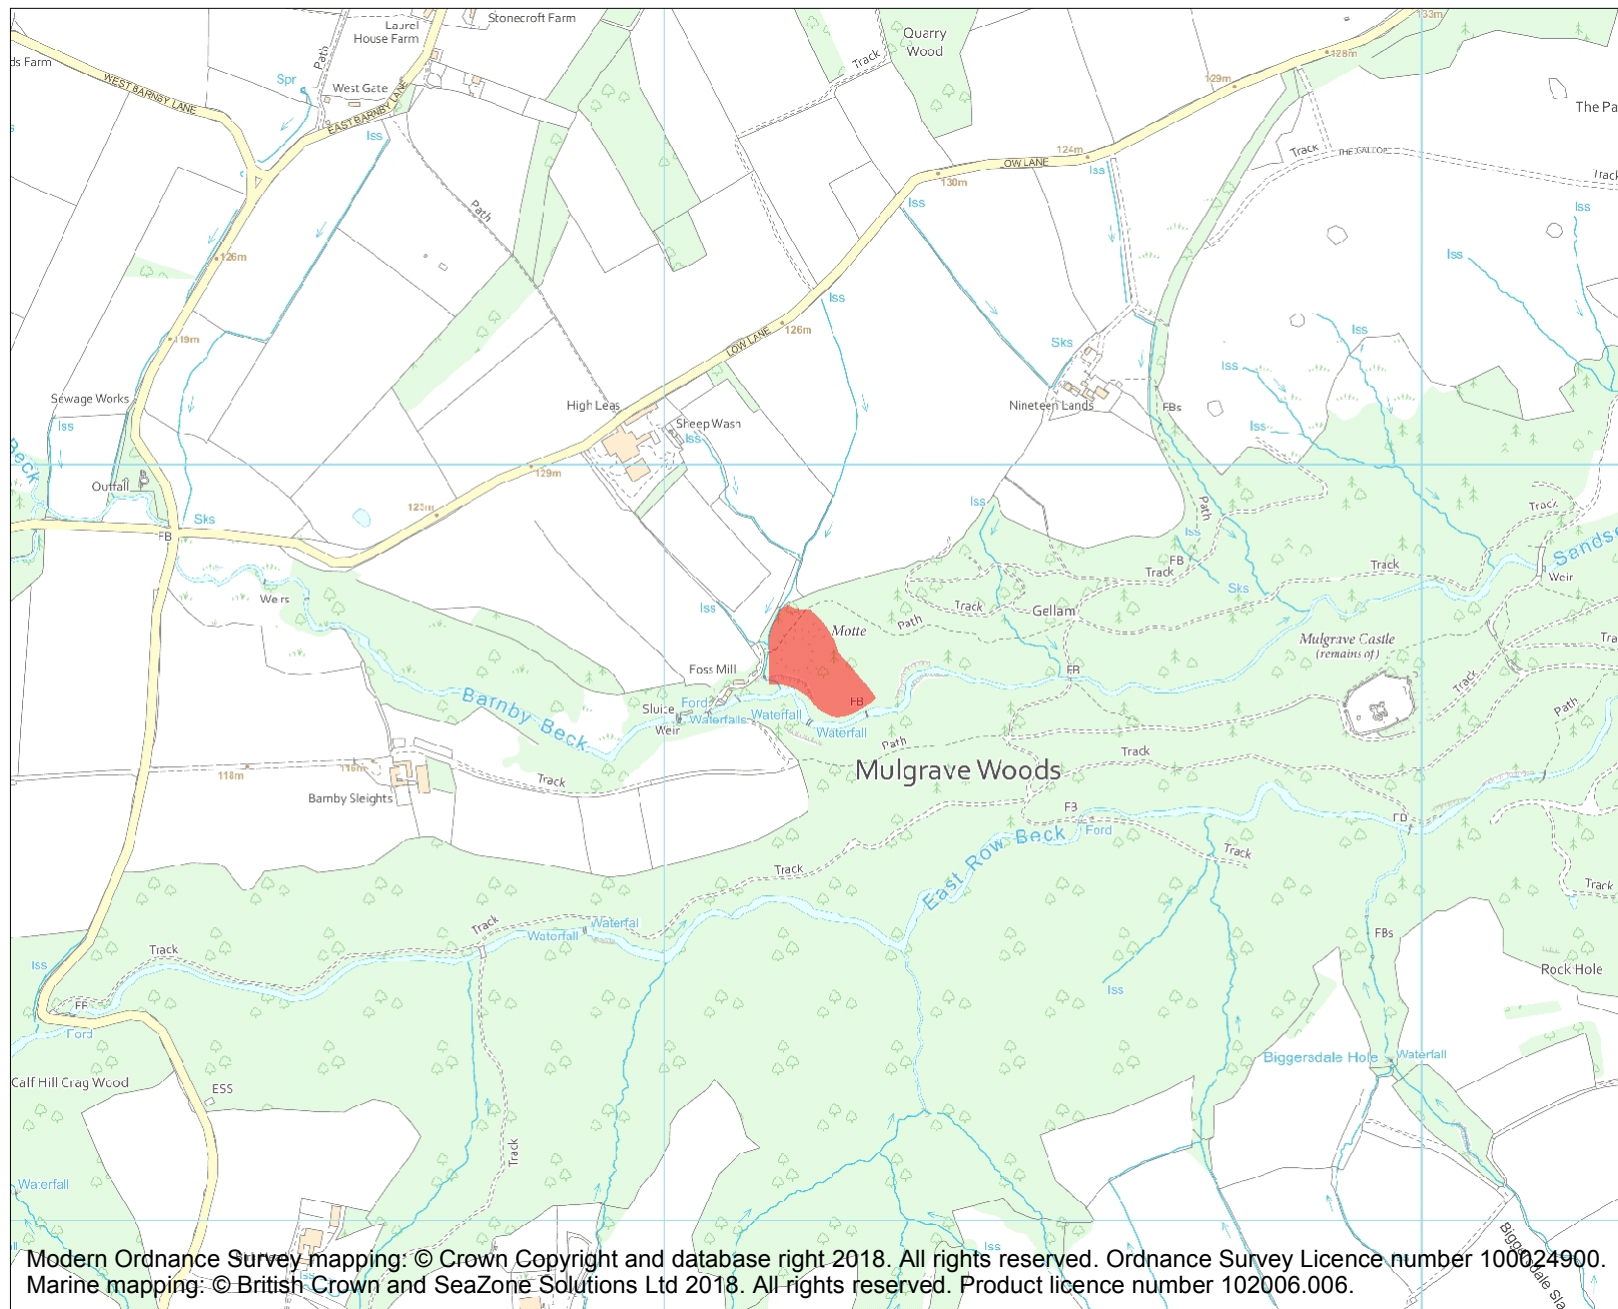 Stonecroft Farm
133m
Laurel
House Farm
Quarry
Wood
Path
Track
128m
ds Farm
Spr
129m
West Gate
WEST BARNBY LANE
The Pa
EAST BARNBY LANE
Iss
124m
OW LANE
Track
THE GALLOP
Iss
130m
Track
Path
Iss
Iss
126m
Iss
Iss
LOW LANE
126m
Iss
119m
Sks
Iss
Sewage Works
High Leas
Nineteen Lands
FBs
Iss
Sheep Wash
Iss
Iss
Beck
129m
Outfall
Iss
Path
Track
123m
Sks
Iss
FB
Sandse
FB
Track
Track
Weir
Weirs
Iss
Track
Gellam
Sks
Motte
Path
Mulgrave Castle
(remains of)
Foss Mill
FB
Track
Barnby Beck
Sluice
Ford
Waterfalls
Waterfall
FB
Path
Weir
Waterfall
Path
Track
Mulgrave Woods
118m
Track
Barnby Sleights
FB
East Row Beck
Ford
Track
Track
Track
Track
Waterfall
Waterfal
FBs
Track
Iss
Rock Hole
Iss
Ford
Biggersdale Hole
Waterfall
Calf Hill Crag Wood
ESS
Track
Waterfall
Iss
Modern Ordnance Survey mapping: © Crown Copyright and database right 2018. All rights reserved. Ordnance Survey Licence number 100024900.
Marine mapping: © British Crown and SeaZone Solutions Ltd 2018. All rights reserved. Product licence number 102006.006.